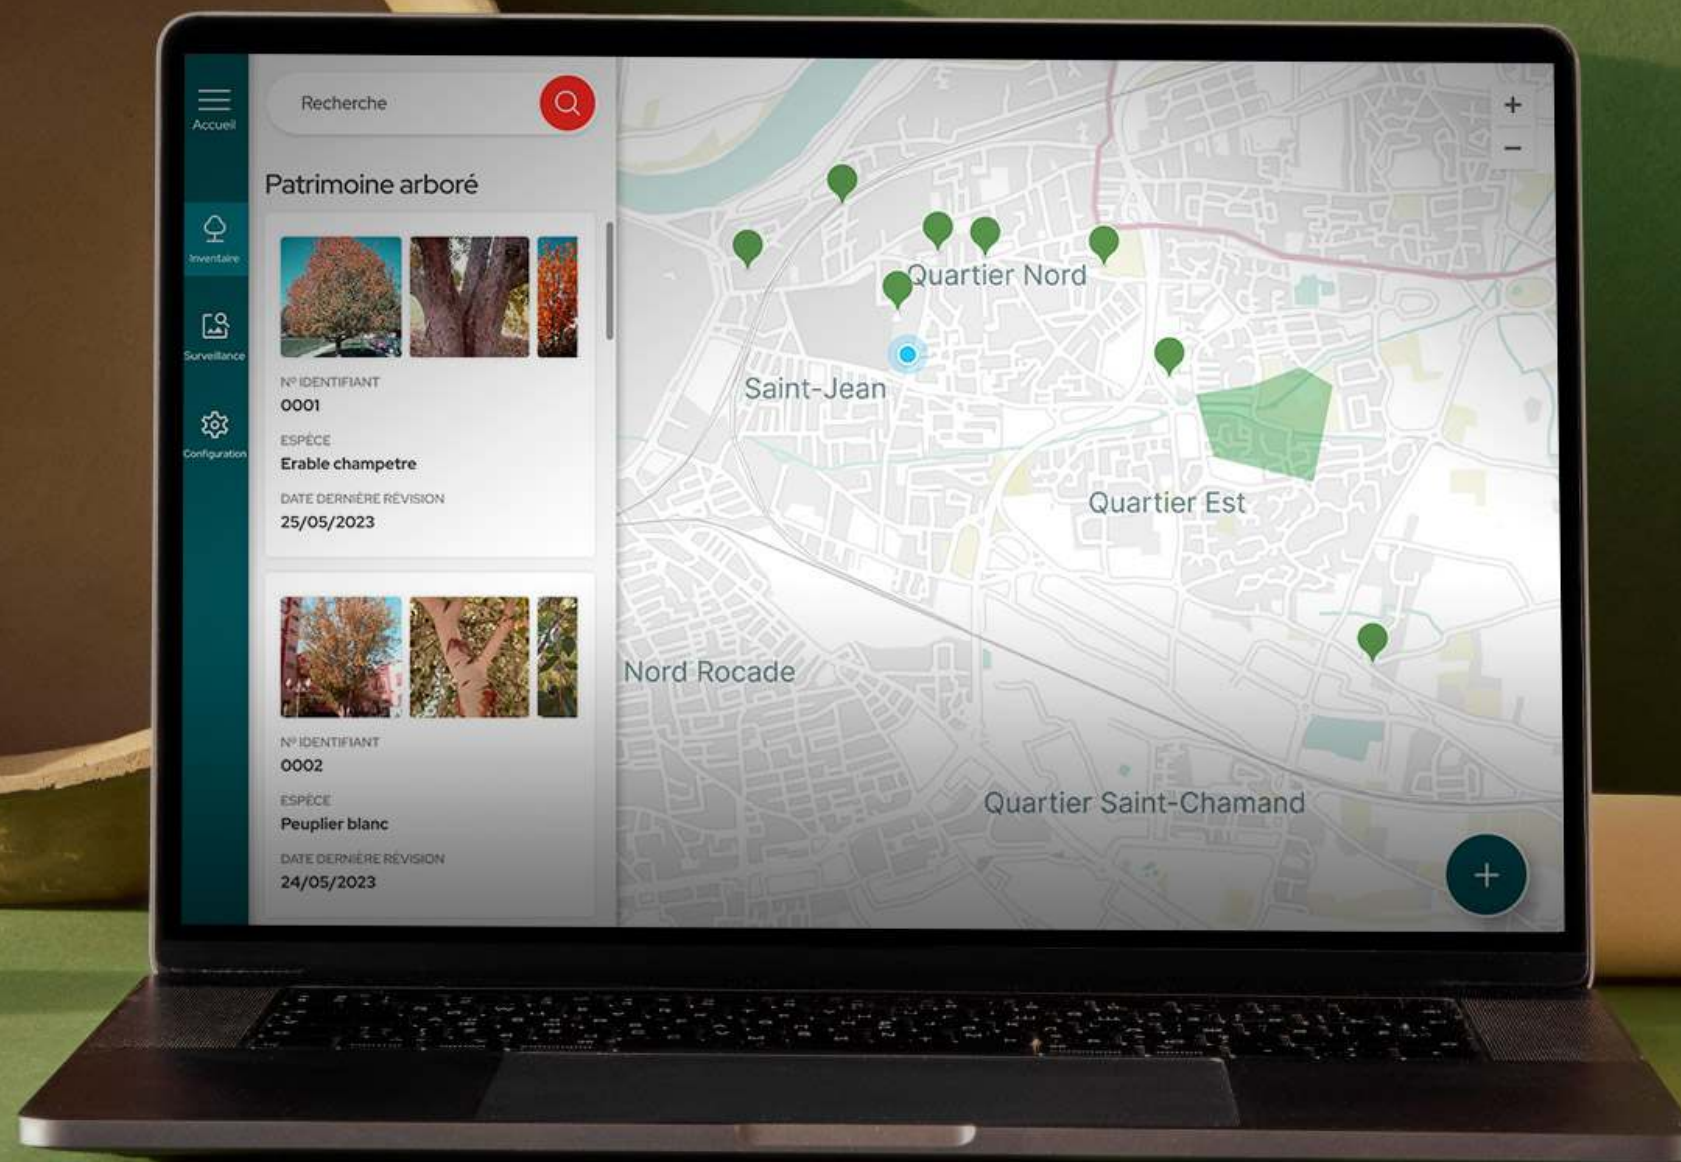 Accueil
Inventaire
Surveillance
Configuration
Recherche
Patrimoine arboré
Nº IDENTIFIANT
0001
ESPÈCE
Erable champetre
DATE DERNIÈRE RÉVISION
25/05/2023
Nº IDENTIFIANT
0002
ESPÈCE
Peuplier blanc
DATE DERNIÈRE RÉVISION
24/05/2023
+
−
Quartier Nord
Saint-Jean
Quartier Est
Nord Rocade
Quartier Saint-Chamand
+